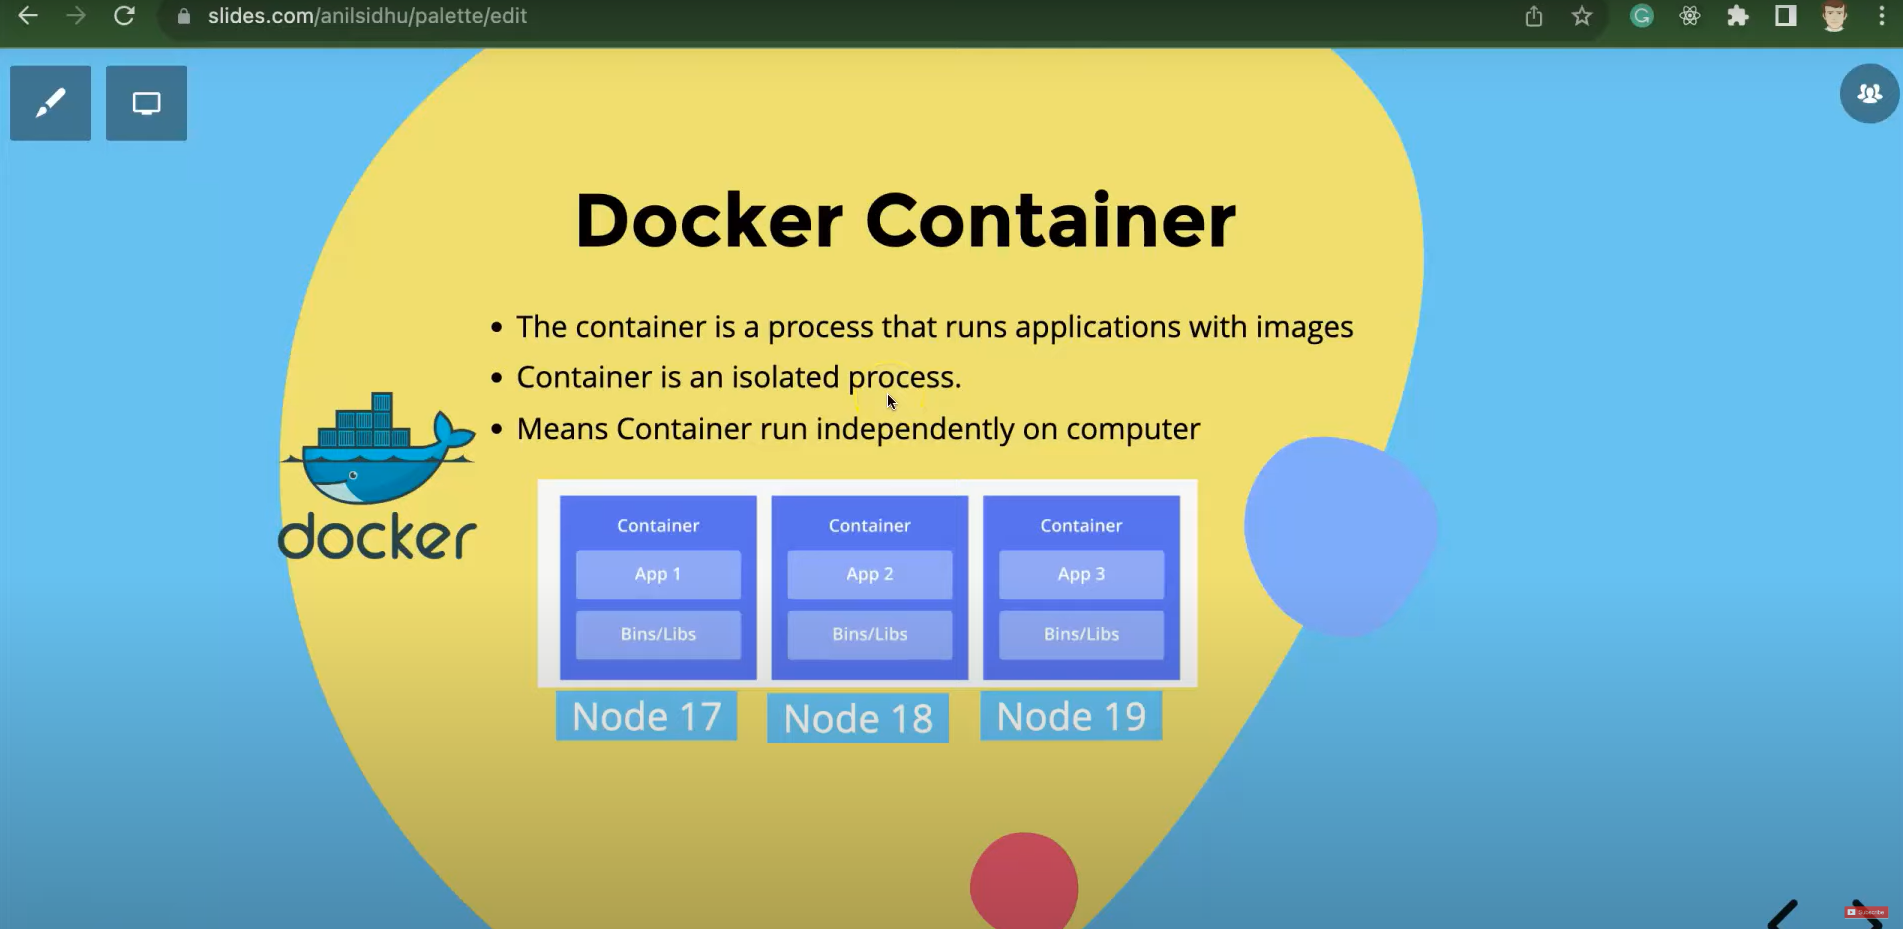 slides.com/anilsidhu/palette/edit
Docker Container
• The container is a process that runs applications with images
• Container is an isolated process.
• Means Container run independently on computer
docker
Container Container Container
App 1 App 2 App 3
Bins/Libs Bins/Libs Bins/Libs
Node 17 Node 18 Node 19
Subscribe